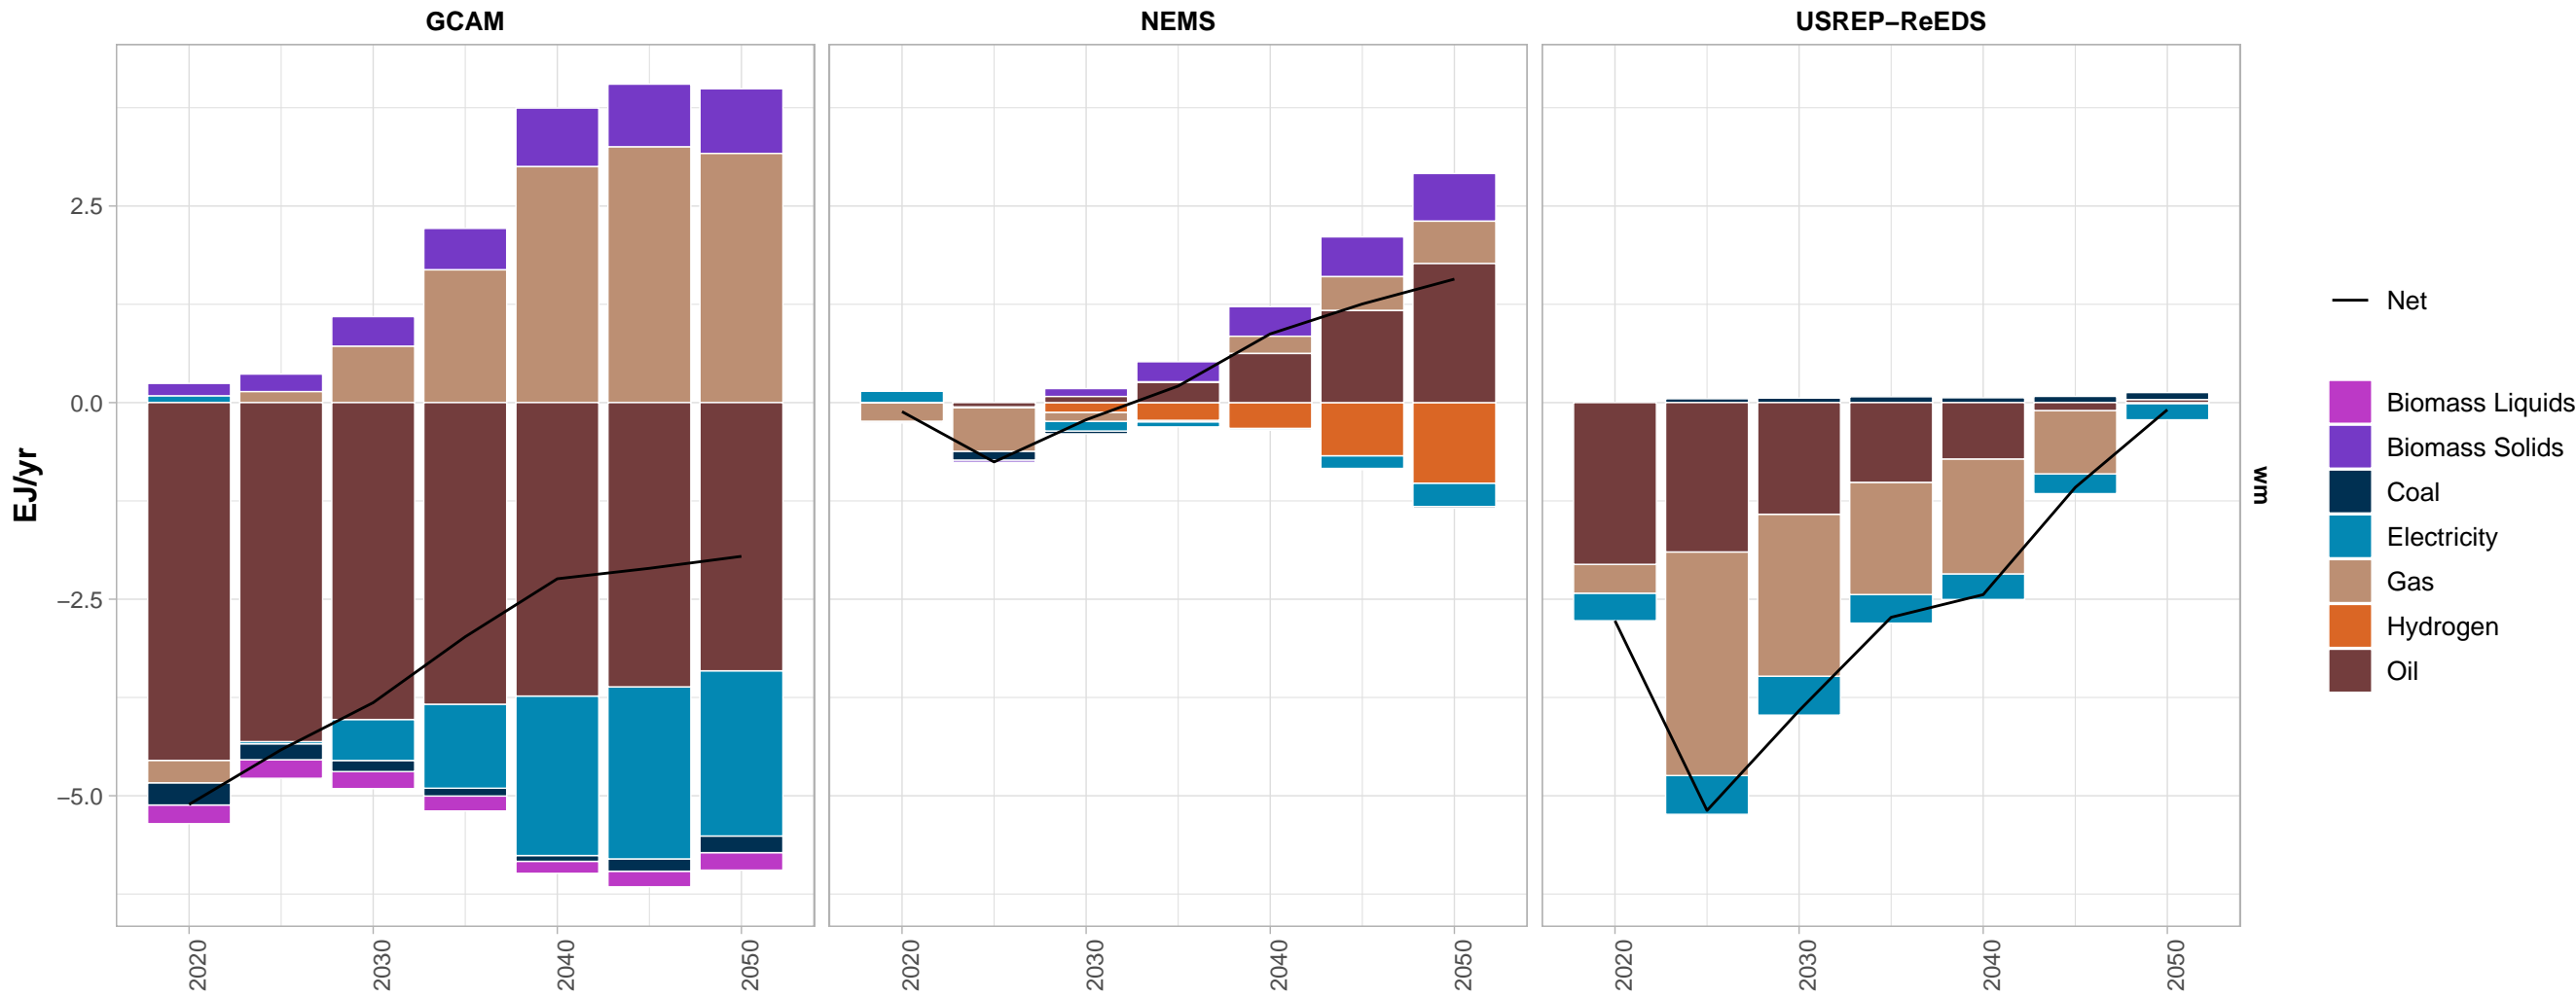 GCAM
NEMS
USREP−ReEDS
EJ/yr
2.5
0.0
−2.5
−5.0
2020
2030
2040
2050
2020
2030
2040
2050
2020
2030
2040
2050
wm
Net
Biomass Liquids
Biomass Solids
Coal
Electricity
Gas
Hydrogen
Oil